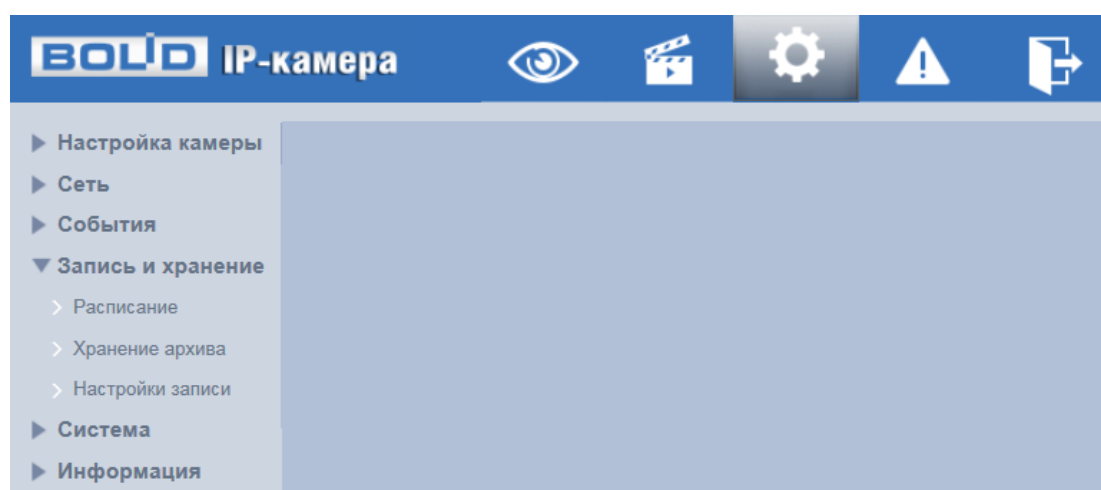 BOLID IP-камера
Настройка камеры
Сеть
События
Запись и хранение
Расписание
Хранение архива
Настройки записи
Система
Информация